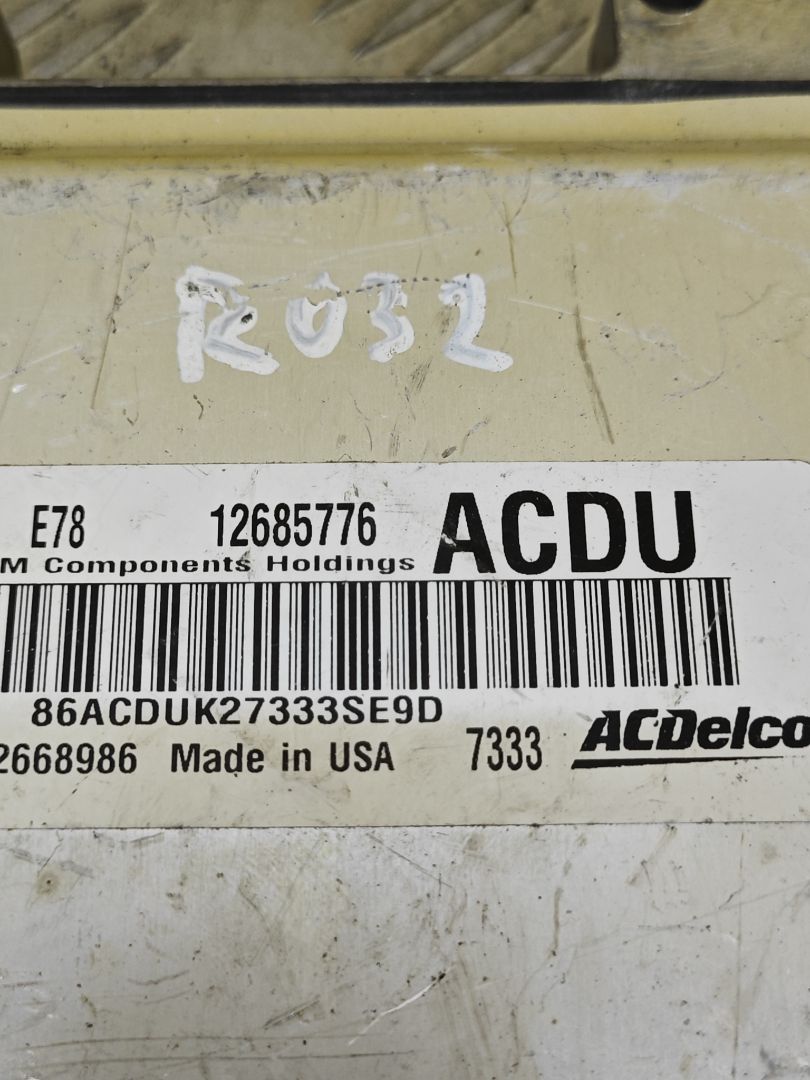 R032
E78 12685776 ACDU
M Components Holdings
86ACDUK27333SE9D
2668986 Made in USA 7333 ACDelco